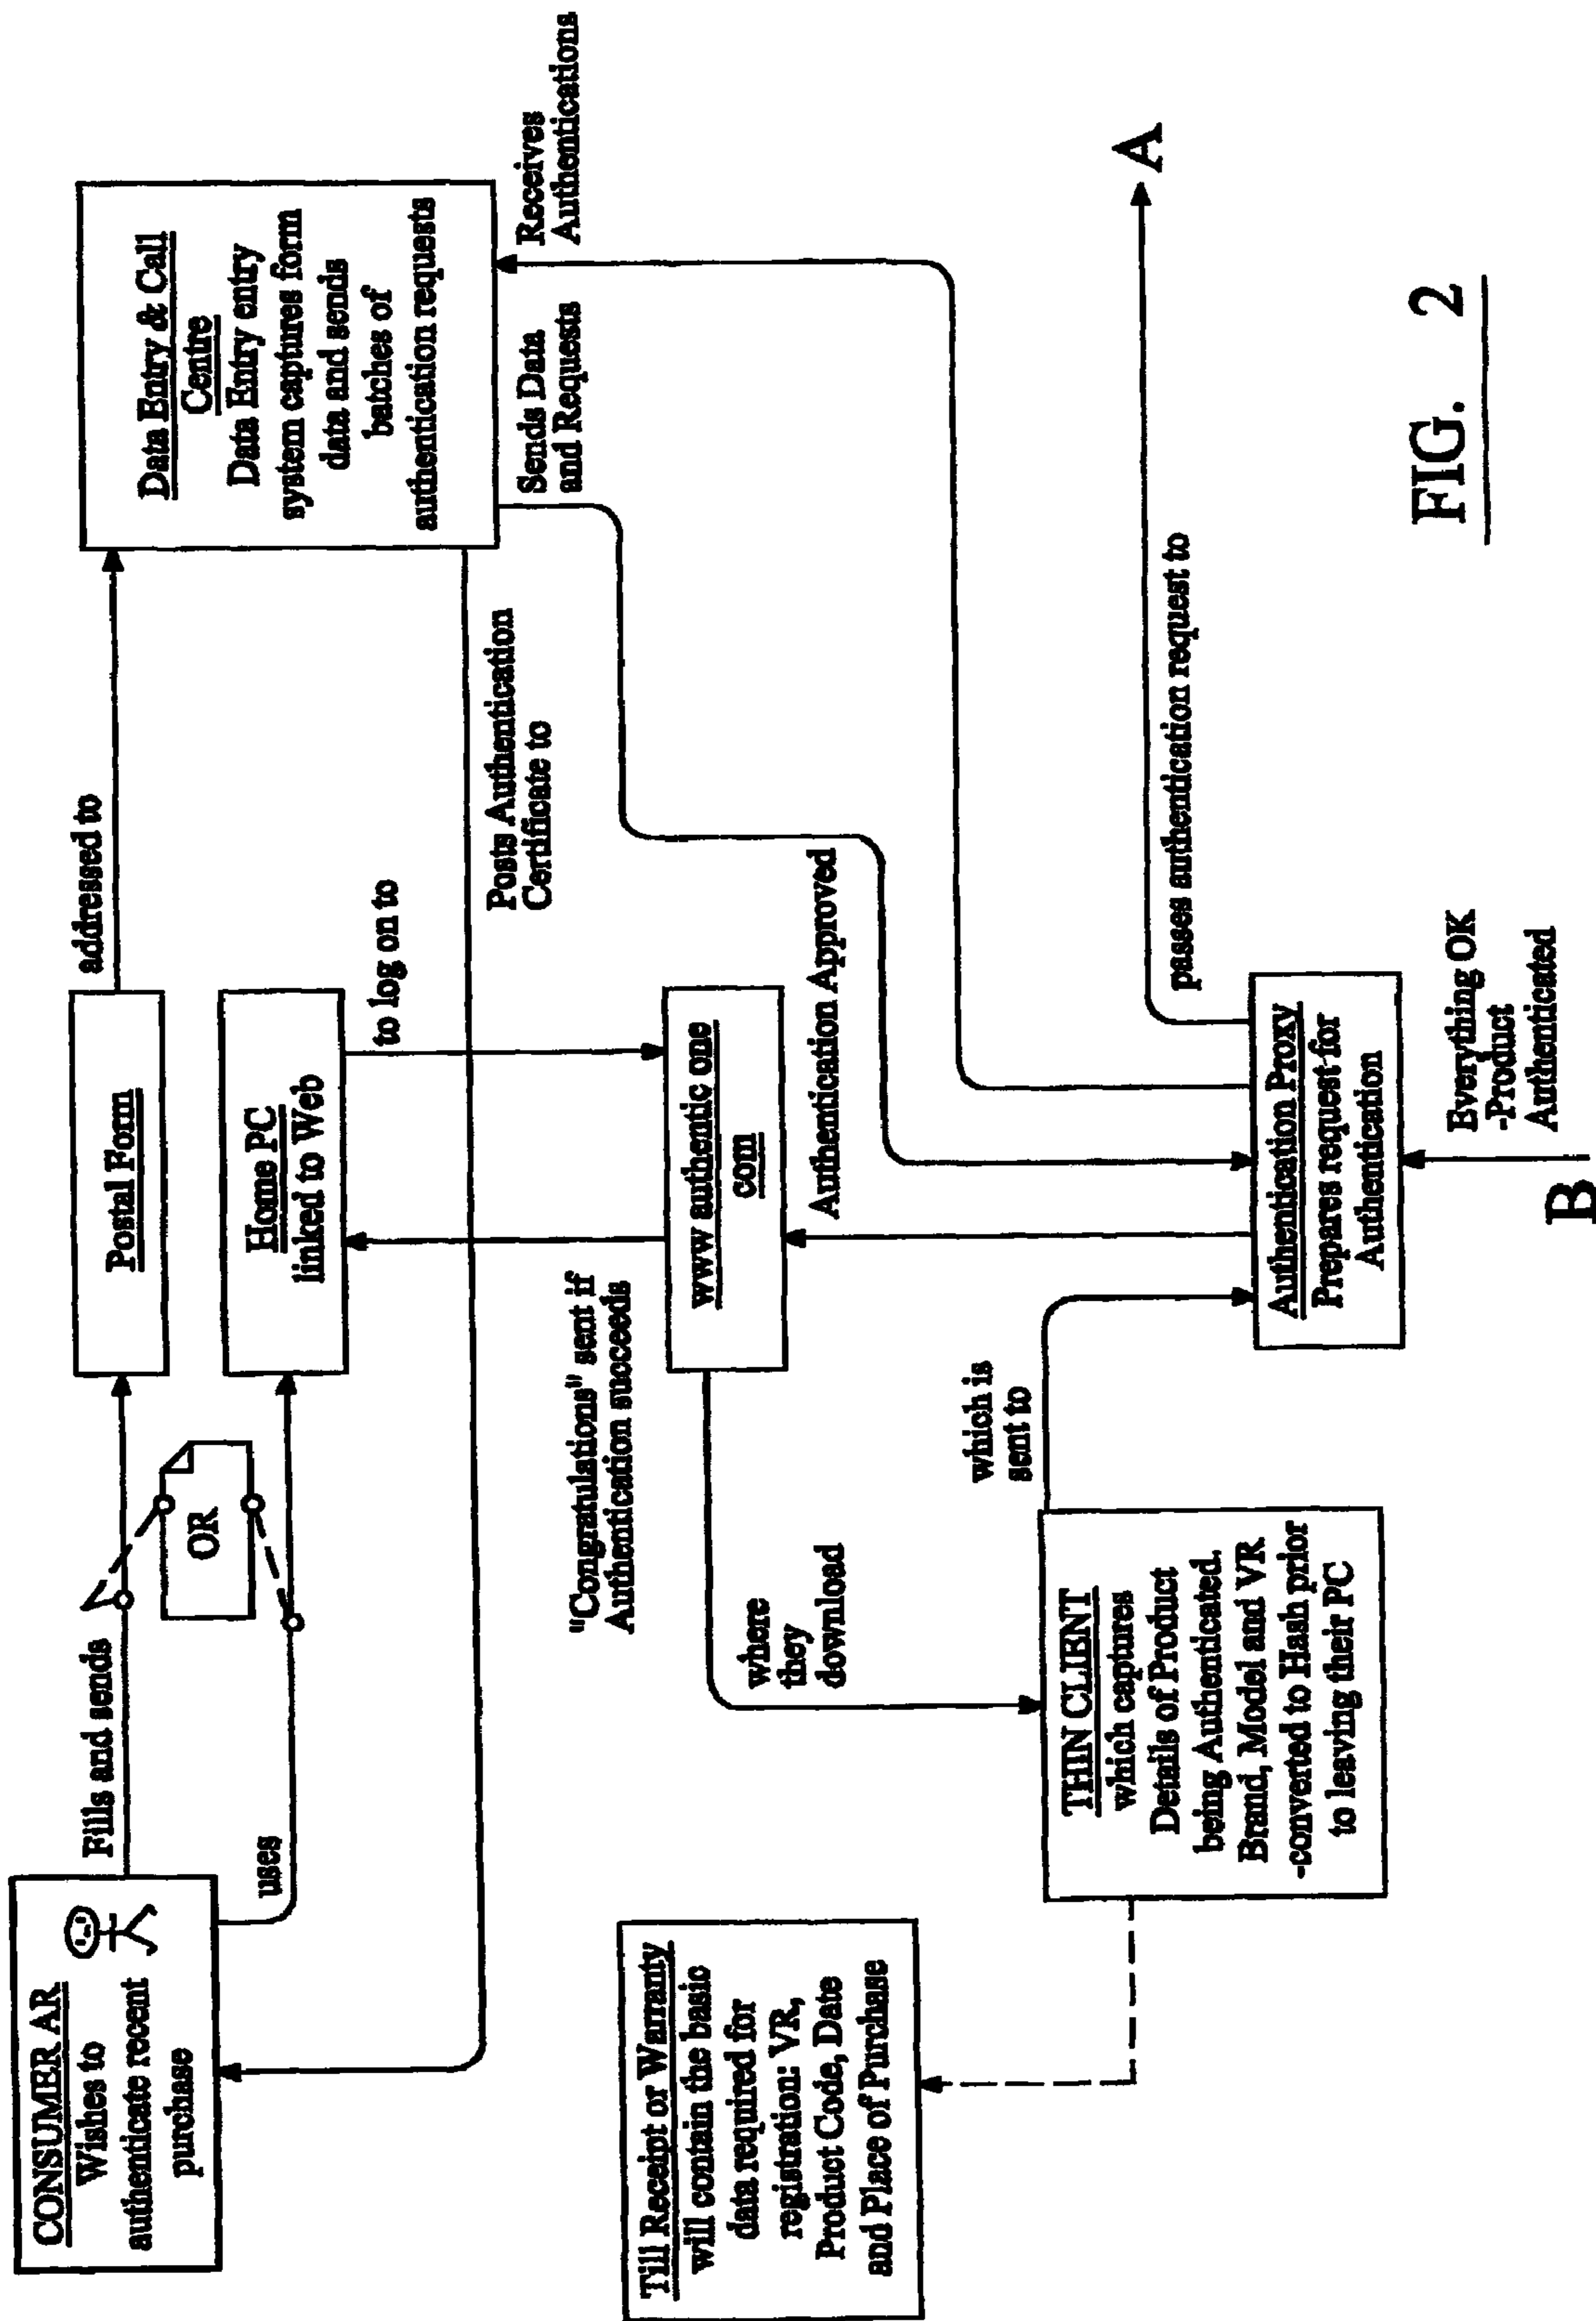 CONSUMER AR
Wishes to
authenticate recent
purchase
Fills and sends
uses
OR
Postal Form
Home PC
linked to Web
addressed to
to log on to
Data Entry & Call
Centre
Data Entry entry
system captures form
data and sends
batches of
authentication requests
Posts Authentication
Certificate to
Sends Data
and Requests
Receives
Authentications
"Congratulations" sent if
Authentication succeeds
www authentic one
com
Authentication Approved
where
they
download
Till Receipt or Warranty
will contain the basic
data required for
registration: VR,
Product Code, Date
and Place of Purchase
THIN CLIENT
which captures
Details of Product
being Authenticated.
Brand, Model and VR
-converted to Hash prior
to leaving their PC
which is
sent to
Authentication Proxy
Prepares request for
Authentication
passes authentication request to
A
Everything OK
-Product
Authenticated
B
FIG. 2